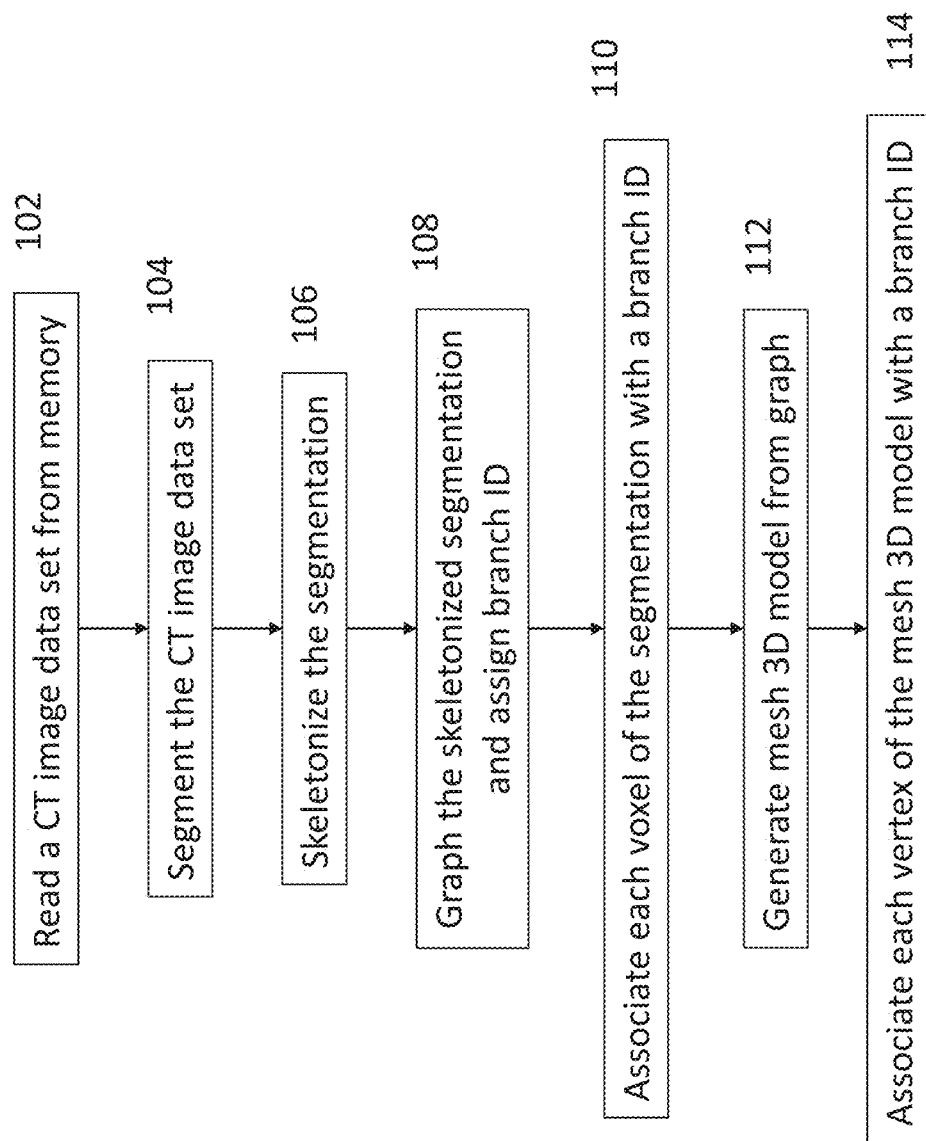 Read a CT image data set from memory
102
Segment the CT image data set
104
Skeletonize the segmentation
106
Graph the skeletonized segmentation
and assign branch ID
108
Associate each voxel of the segmentation with a branch ID
110
Generate mesh 3D model from graph
112
Associate each vertex of the mesh 3D model with a branch ID
114